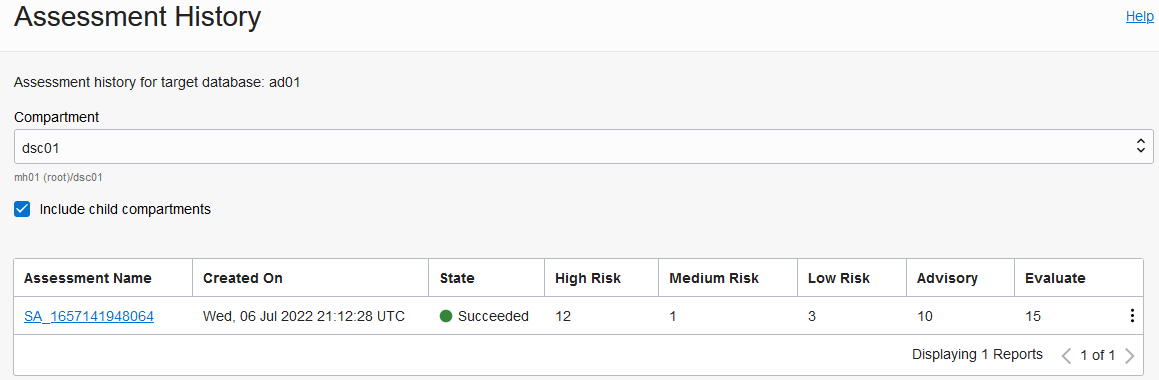 Assessment History
Help
Assessment history for target database: ad01
Compartment
dsc01
mh01 (root)/dsc01
Include child compartments
Assessment Name Created On State High Risk Medium Risk Low Risk Advisory Evaluate
SA_1657141948064 Wed, 06 Jul 2022 21:12:28 UTC Succeeded 12 1 3 10 15
Displaying 1 Reports 1 of 1